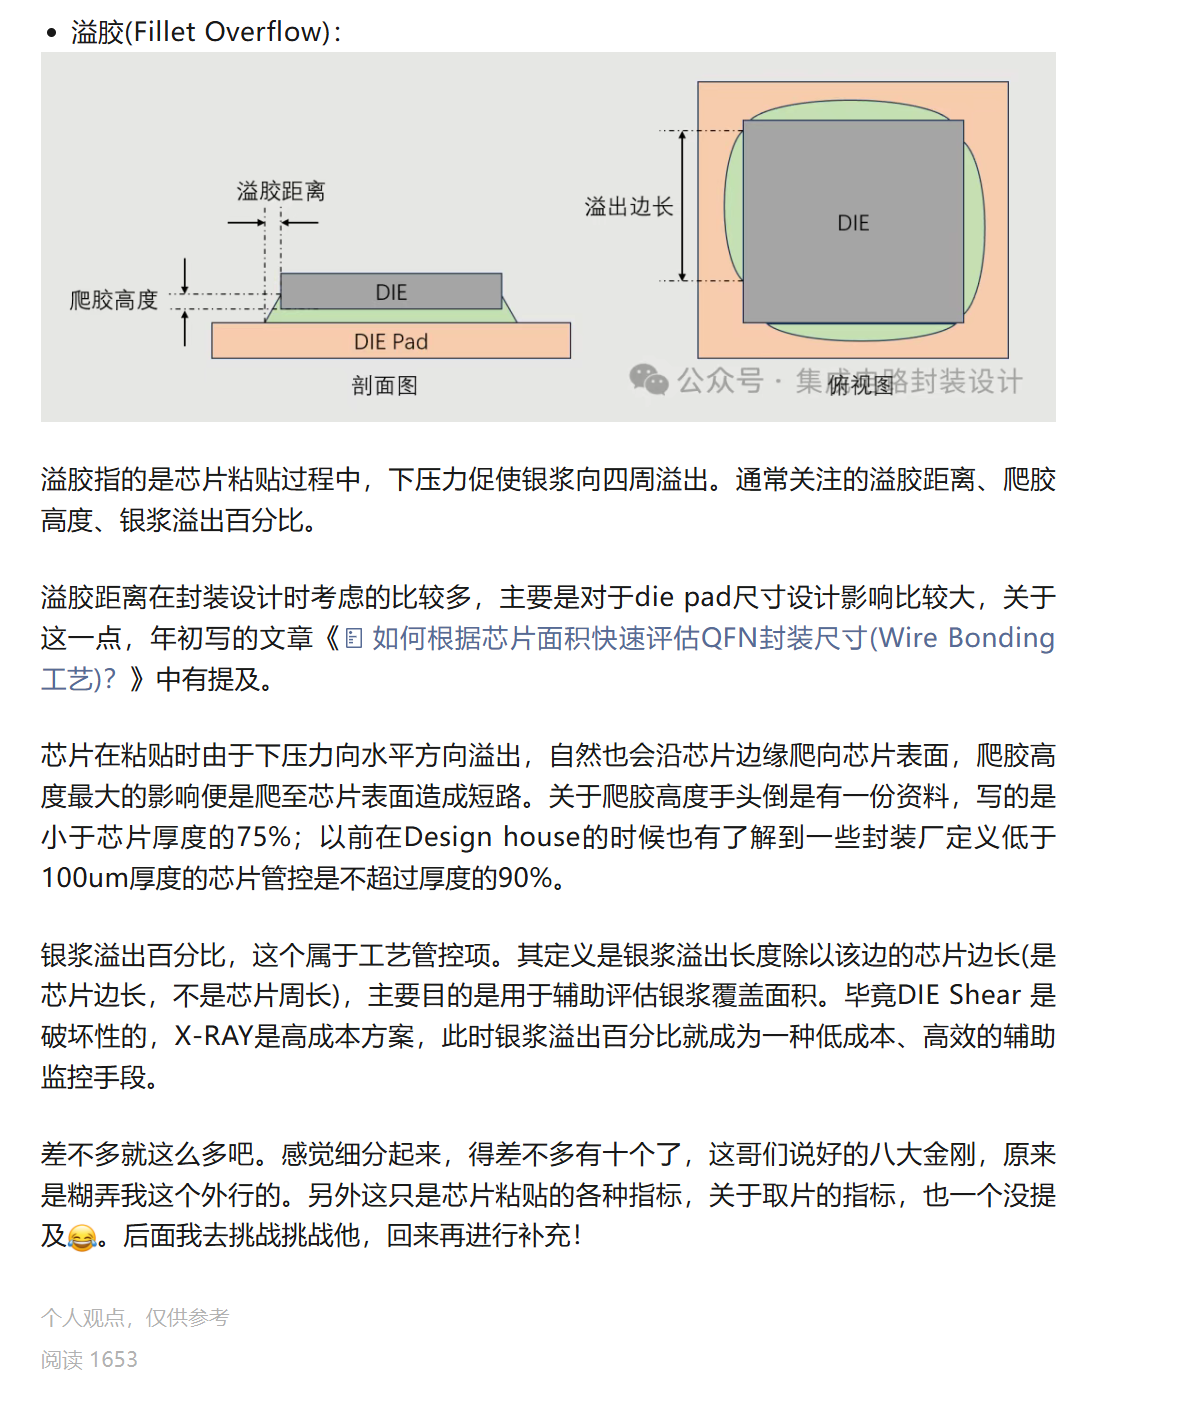 • 溢胶(Fillet Overflow)：
溢胶距离
溢出边长
DIE
爬胶高度
DIE
DIE Pad
剖面图
公众号 · 集成电路封装设计
俯视图
溢胶指的是芯片粘贴过程中，下压力促使银浆向四周溢出。通常关注的溢胶距离、爬胶
高度、银浆溢出百分比。
溢胶距离在封装设计时考虑的比较多，主要是对于die pad尺寸设计影响比较大，关于
这一点，年初写的文章《如何根据芯片面积快速评估QFN封装尺寸(Wire Bonding
工艺)？》中有提及。
芯片在粘贴时由于下压力向水平方向溢出，自然也会沿芯片边缘爬向芯片表面，爬胶高
度最大的影响便是爬至芯片表面造成短路。关于爬胶高度手头倒是有一份资料，写的是
小于芯片厚度的75%；以前在Design house的时候也有了解到一些封装厂定义低于
100um厚度的芯片管控是不超过厚度的90%。
银浆溢出百分比，这个属于工艺管控项。其定义是银浆溢出长度除以该边的芯片边长(是
芯片边长，不是芯片周长)，主要目的是用于辅助评估银浆覆盖面积。毕竟DIE Shear 是
破坏性的，X-RAY是高成本方案，此时银浆溢出百分比就成为一种低成本、高效的辅助
监控手段。
差不多就这么多吧。感觉细分起来，得差不多有十个了，这哥们说好的八大金刚，原来
是糊弄我这个外行的。另外这只是芯片粘贴的各种指标，关于取片的指标，也一个没提
及😂。后面我去挑战挑战他，回来再进行补充！
个人观点，仅供参考
阅读 1653